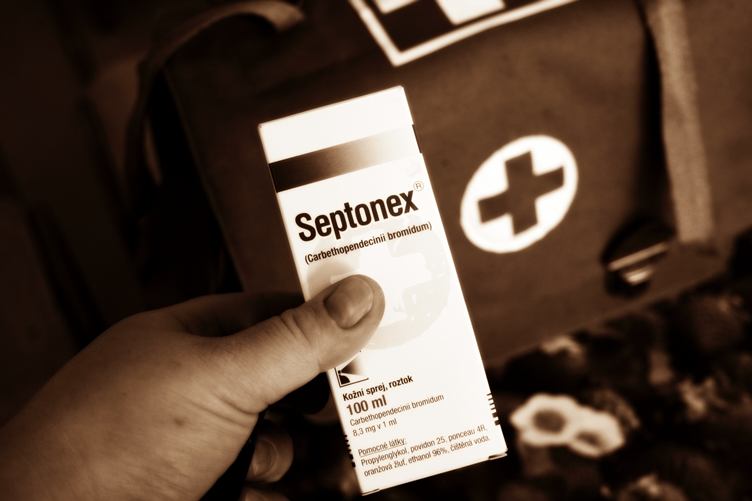 Septonex®
(Carbethopendecinii bromidum)
Kožní sprej, roztok
100 ml
Carbethopendecinii bromidum
8,3 mg v 1 ml
Pomocné látky:
Propylenglykol, povidon 25, ponceau 4R,
oranžová žluť, ethanol 96%, čištěná voda.